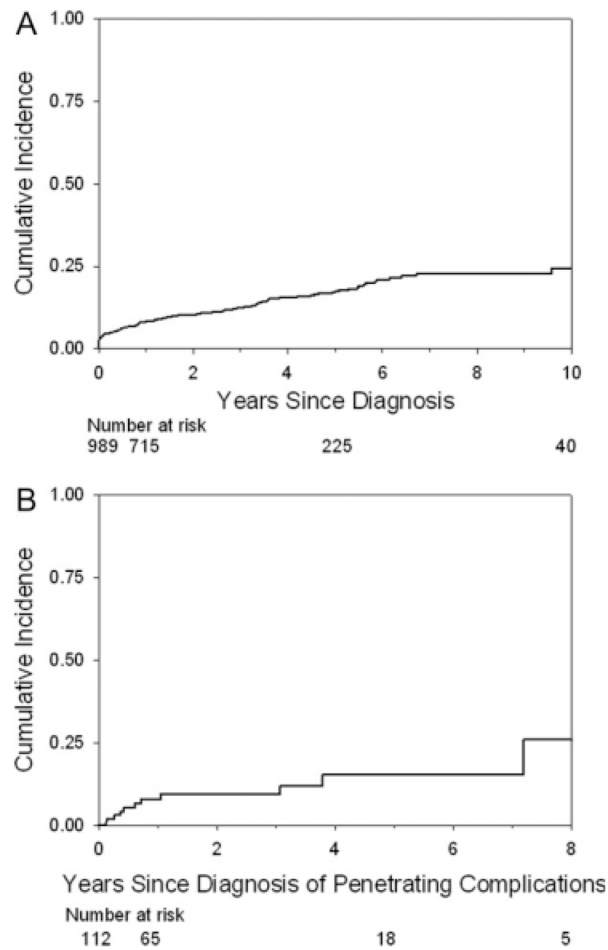 A
1.00
0.75
0.50
0.25
0.00
Cumulative Incidence
0 2 4 6 8 10
Years Since Diagnosis
Number at risk
989 715 225 40
B
1.00
0.75
0.50
0.25
0.00
Cumulative Incidence
0 2 4 6 8
Years Since Diagnosis of Penetrating Complications
Number at risk
112 65 18 5